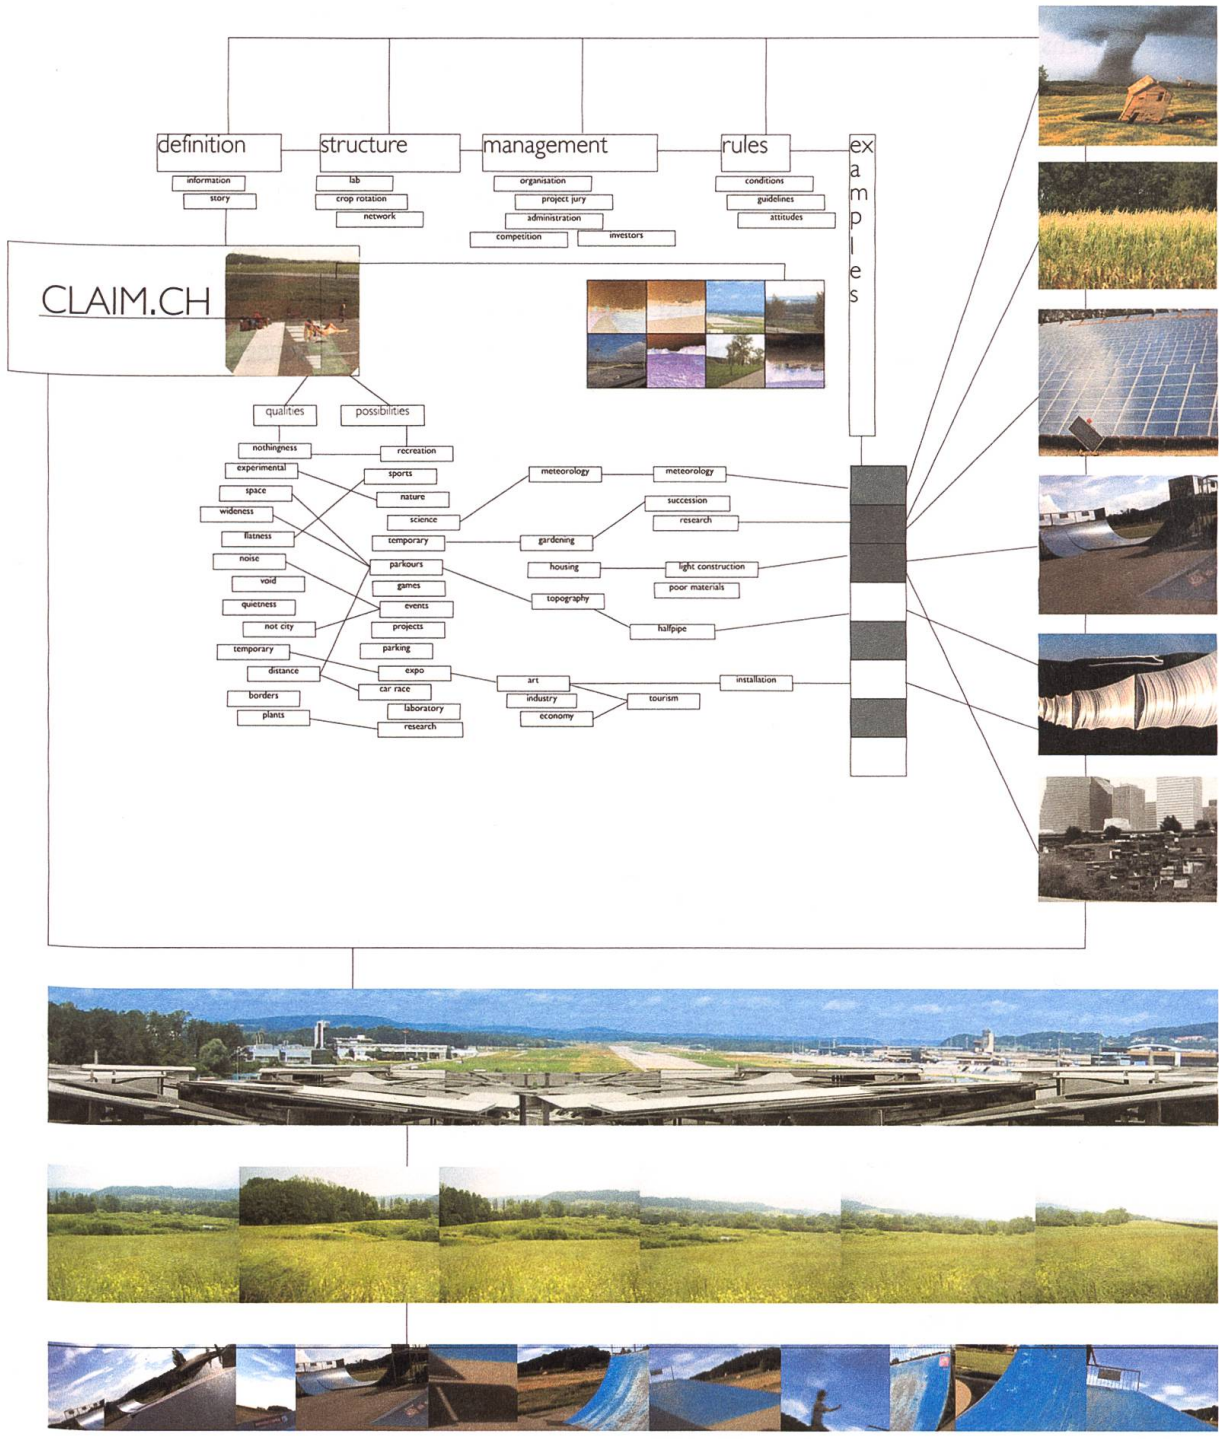 definition
structure
management
rules
examples
information
story
lab
crop rotation
network
organisation
project jury
administration
competition
investors
conditions
guidelines
attitudes
CLAIM.CH
qualities
possibilities
nothingness
experimental
space
wideness
flatness
noise
void
quietness
not city
temporary
distance
borders
plants
recreation
sports
nature
science
temporary
parkours
games
events
projects
parking
expo
car race
laboratory
research
meteorology
gardening
housing
topography
art
industry
economy
meteorology
succession
research
light construction
poor materials
halfpipe
tourism
installation